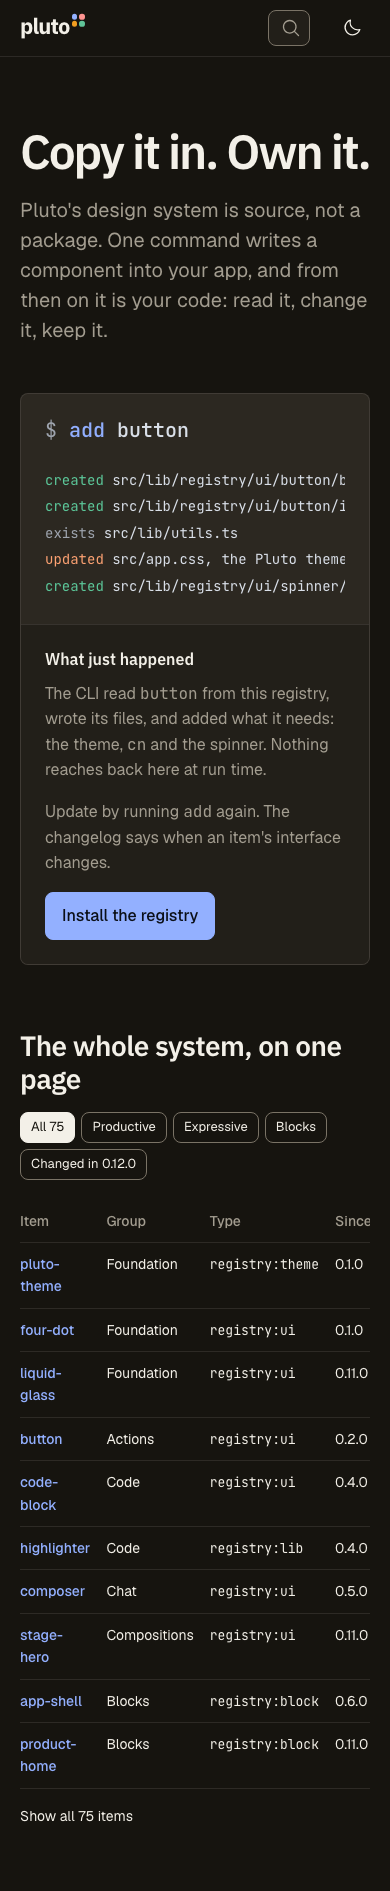 pluto
Copy it in. Own it.
Pluto's design system is source, not a
package. One command writes a
component into your app, and from
then on it is your code: read it, change
it, keep it.
$ add button
created src/lib/registry/ui/button/b
created src/lib/registry/ui/button/i
exists src/lib/utils.ts
updated src/app.css, the Pluto theme
created src/lib/registry/ui/spinner/
What just happened
The CLI read button from this registry,
wrote its files, and added what it needs:
the theme, cn and the spinner. Nothing
reaches back here at run time.
Update by running add again. The
changelog says when an item's interface
changes.
Install the registry
The whole system, on one
page
All 75 Productive Expressive Blocks
Changed in 0.12.0
Item Group Type Since
pluto-
theme Foundation registry:theme 0.1.0
four-dot Foundation registry:ui 0.1.0
liquid-
glass Foundation registry:ui 0.11.0
button Actions registry:ui 0.2.0
code-
block Code registry:ui 0.4.0
highlighter Code registry:lib 0.4.0
composer Chat registry:ui 0.5.0
stage-
hero Compositions registry:ui 0.11.0
app-shell Blocks registry:block 0.6.0
product-
home Blocks registry:block 0.11.0
Show all 75 items